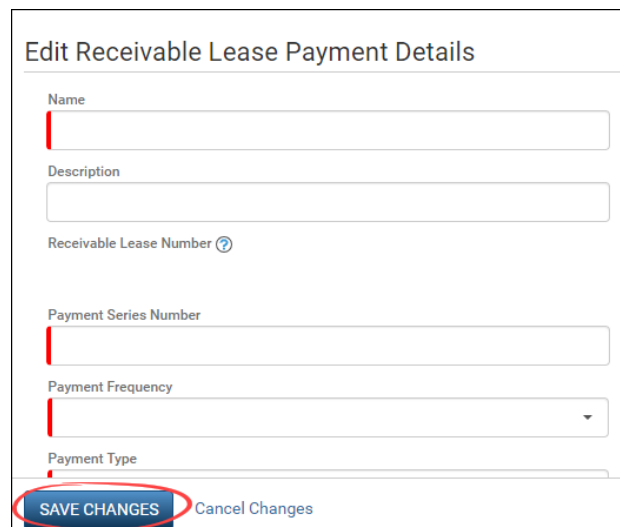 Edit Receivable Lease Payment Details
Name
Description
Receivable Lease Number ?
Payment Series Number
Payment Frequency
Payment Type
SAVE CHANGES Cancel Changes